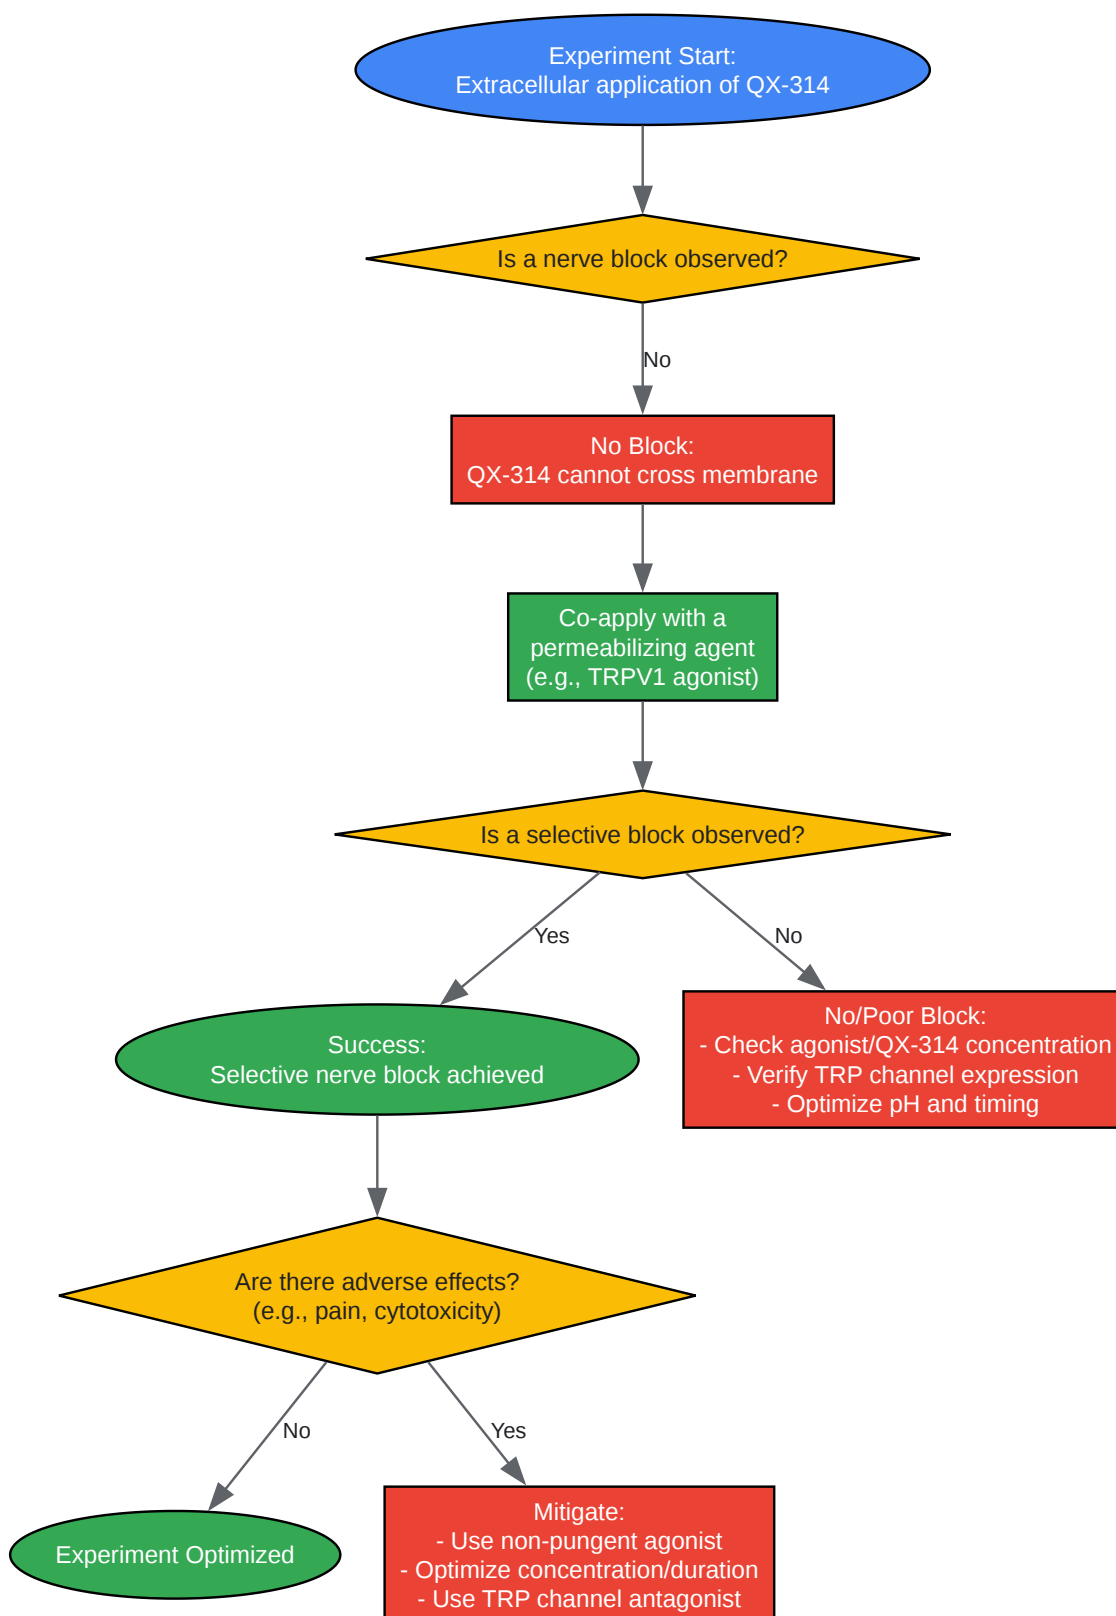 Experiment Start:
Extracellular application of QX-314
Is a nerve block observed?
No
No Block:
QX-314 cannot cross membrane
Co-apply with a
permeabilizing agent
(e.g., TRPV1 agonist)
Is a selective block observed?
Yes
No
Success:
Selective nerve block achieved
No/Poor Block:
- Check agonist/QX-314 concentration
- Verify TRP channel expression
- Optimize pH and timing
Are there adverse effects?
(e.g., pain, cytotoxicity)
No
Yes
Experiment Optimized
Mitigate:
- Use non-pungent agonist
- Optimize concentration/duration
- Use TRP channel antagonist